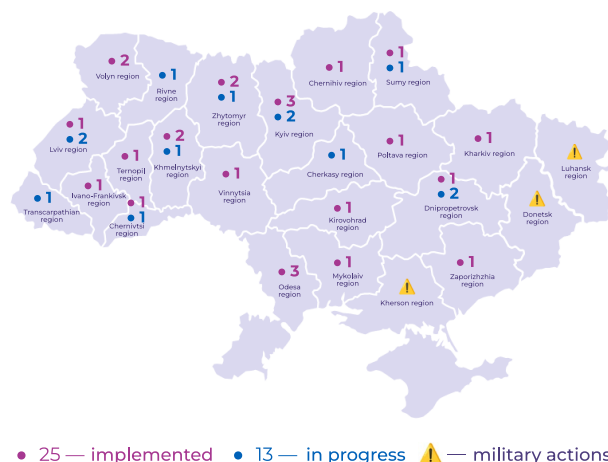 2
Volyn region
1
Rivne
region
2
1
Zhytomyr
region
3
2
Kyiv region
1
Chernihiv region
1
1
Sumy region
1
2
Lviv region
1
Ternopil
region
2
1
Khmelnytskyi
region
1
Vinnytsia
region
1
Cherkasy region
1
Poltava region
1
Kharkiv region
Luhansk
region
1
Transcarpathian
region
1
Ivano-Frankivsk
region
1
1
Chernivtsi
region
1
Kirovohrad
region
1
2
Dnipropetrovsk
region
Donetsk
region
3
Odesa
region
1
Mykolaiv
region
Kherson region
1
Zaporizhzhia
region
25 — implemented
13 — in progress
— military actions